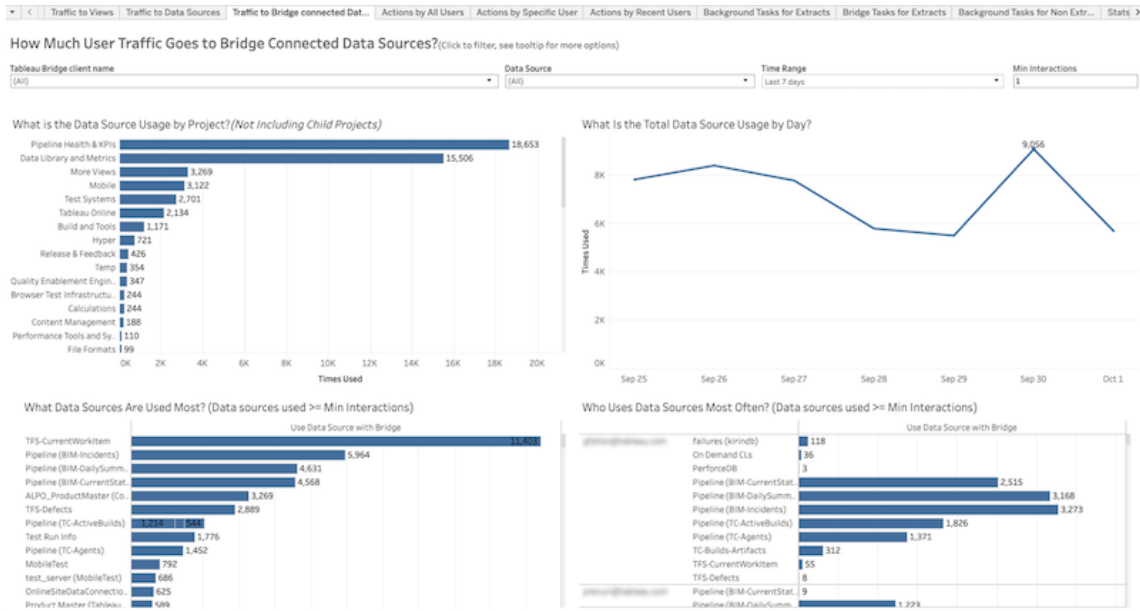 Traffic to Views Traffic to Data Sources Traffic to Bridge connected Dat... Actions by All Users Actions by Specific User Actions by Recent Users Background Tasks for Extracts Bridge Tasks for Extracts Background Tasks for Non Extr... Stats
How Much User Traffic Goes to Bridge Connected Data Sources?(Click to filter, see tooltip for more options)
Tableau Bridge client name Data Source Time Range Min Interactions
(All) (All) Last 7 days 1
What is the Data Source Usage by Project?(Not Including Child Projects)
Pipeline Health & KPIs 18,653
Data Library and Metrics 15,506
More Views 3,269
Mobile 3,122
Test Systems 2,701
Tableau Online 2,134
Build and Tools 1,171
Hyper 721
Release & Feedback 426
Temp 354
Quality Enablement Engin.. 347
Browser Test Infrastructu.. 244
Calculations 244
Content Management 188
Performance Tools and Sy.. 110
File Formats 99
0K 2K 4K 6K 8K 10K 12K 14K 16K 18K 20K
Times Used
What Is the Total Data Source Usage by Day?
9,056
8K
6K
4K
2K
0K
Times Used
Sep 25 Sep 26 Sep 27 Sep 28 Sep 29 Sep 30 Oct 1
What Data Sources Are Used Most? (Data sources used >= Min Interactions)
Use Data Source with Bridge
TFS-CurrentWorkItem 11,403
Pipeline (BIM-Incidents) 5,964
Pipeline (BIM-DailySumm.. 4,631
Pipeline (BIM-CurrentStat.. 4,568
ALPO_ProductMaster (Co.. 3,269
TFS-Defects 2,889
Pipeline (TC-ActiveBuilds) 1,214 544
Test Run Info 1,776
Pipeline (TC-Agents) 1,452
MobileTest 792
test_server (MobileTest) 686
OnlineSiteDataConnectio.. 625
Product Master (Tableau 589
Who Uses Data Sources Most Often? (Data sources used >= Min Interactions)
Use Data Source with Bridge
failures (kirindb) 118
On Demand CLs 36
PerforceDB 3
Pipeline (BIM-CurrentStat.. 2,515
Pipeline (BIM-DailySumm.. 3,168
Pipeline (BIM-Incidents) 3,273
Pipeline (TC-ActiveBuilds) 1,826
Pipeline (TC-Agents) 1,371
TC-Builds-Artifacts 312
TFS-CurrentWorkItem 55
TFS-Defects 8
Pipeline (BIM-CurrentStat.. 9
Pipeline (BIM-DailySumm 1,223